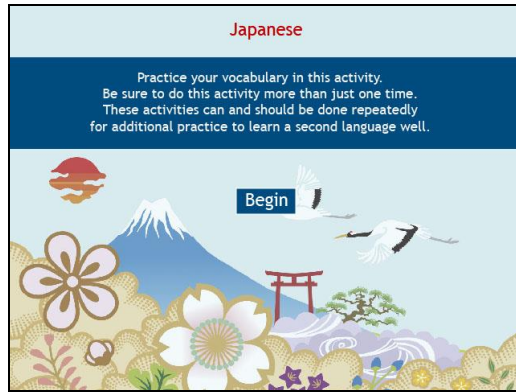 Japanese
Practice your vocabulary in this activity.
Be sure to do this activity more than just one time.
These activities can and should be done repeatedly
for additional practice to learn a second language well.
Begin